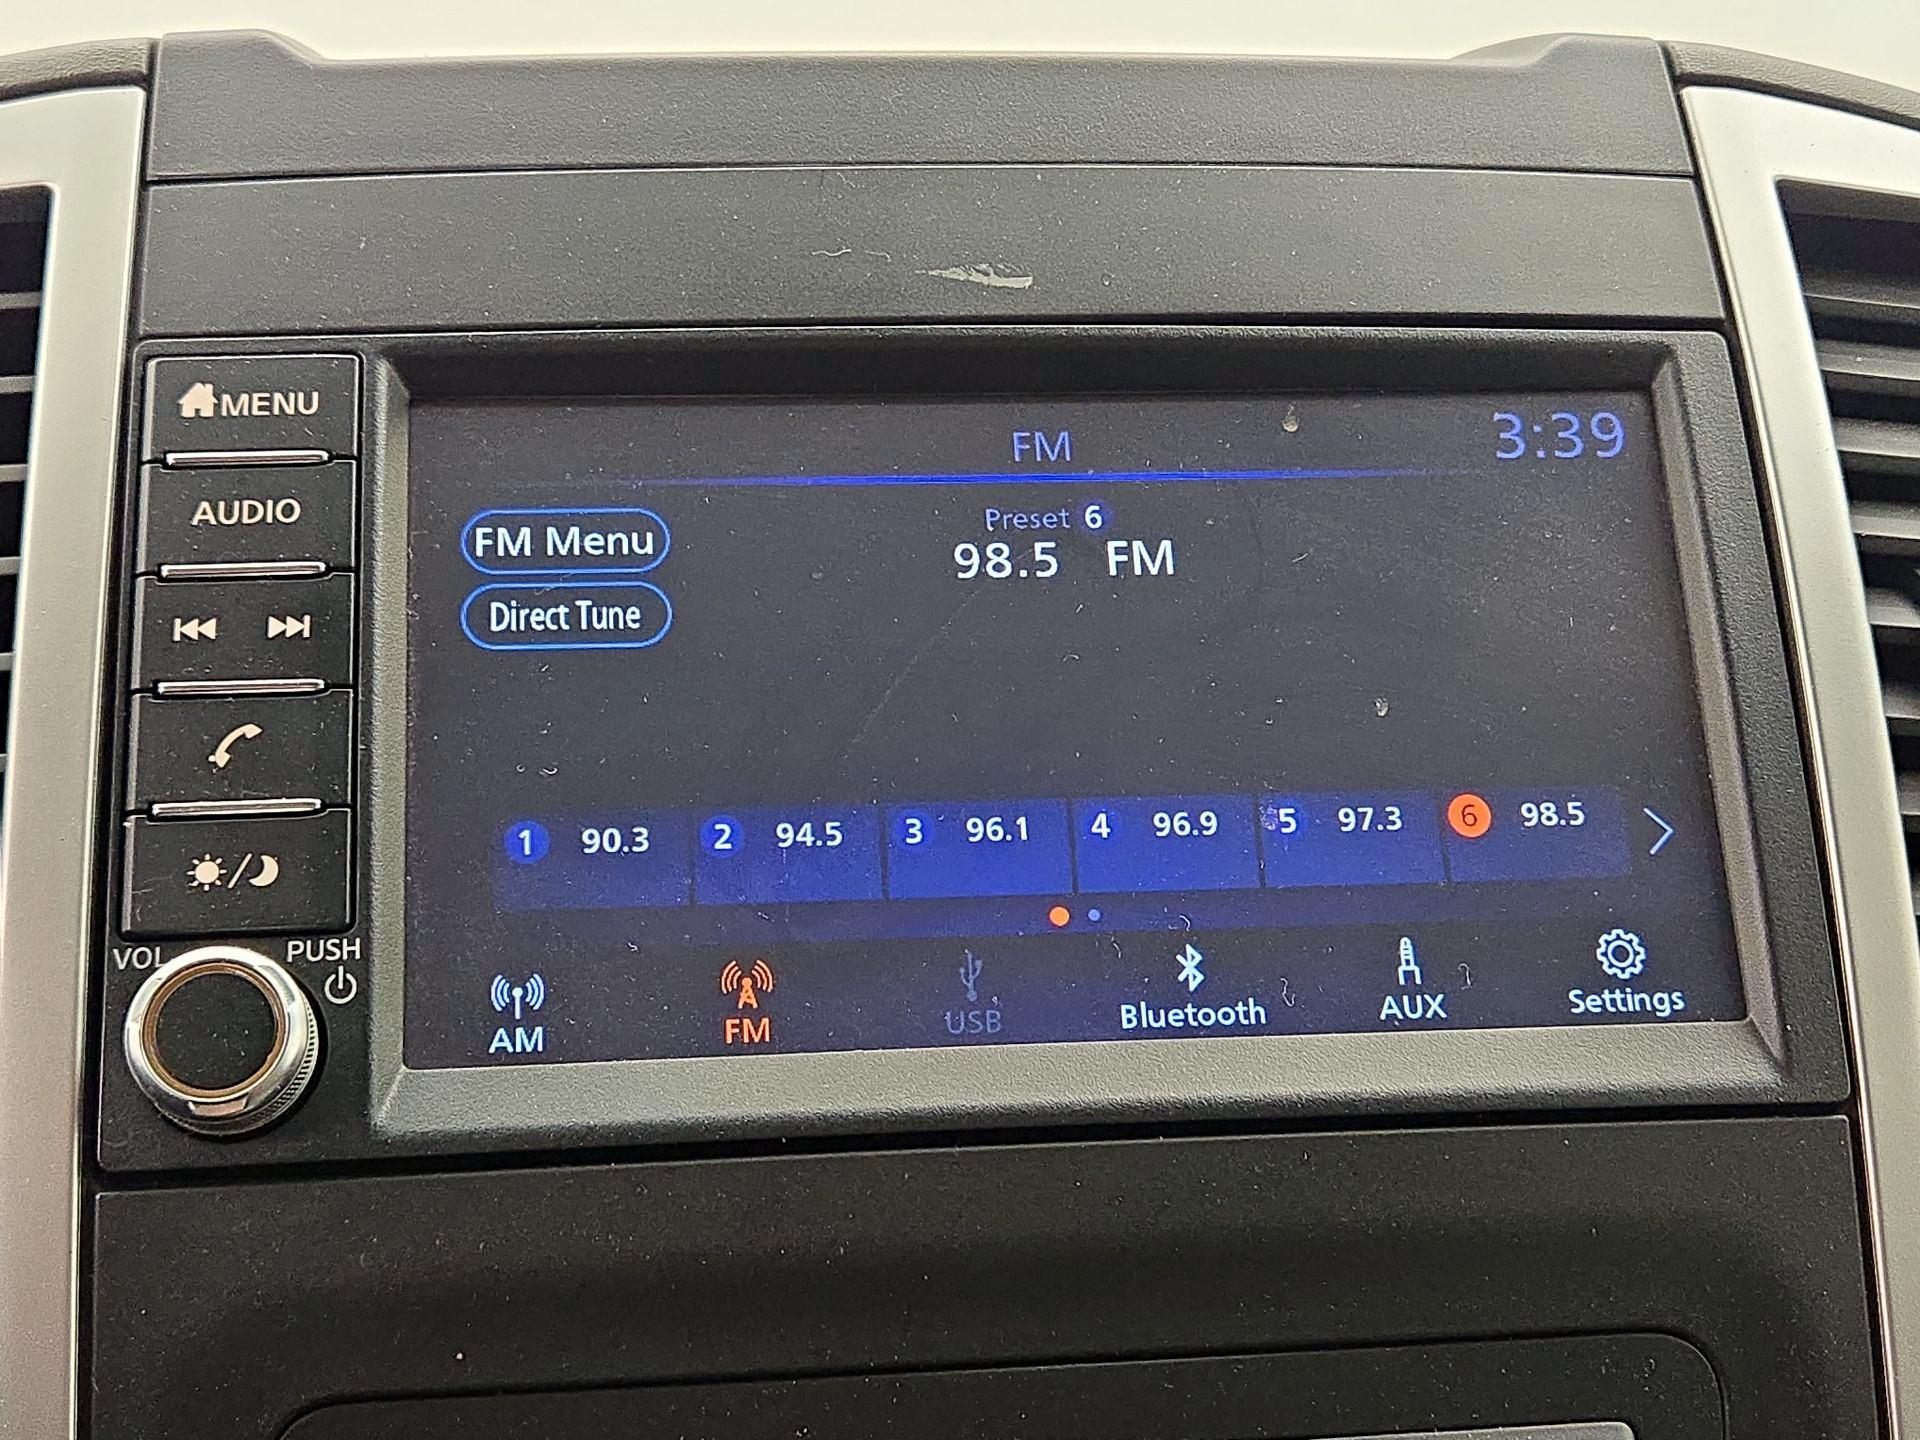 MENU
AUDIO
VOL PUSH
FM 3:39
FM Menu
Direct Tune
Preset 6
98.5 FM
1 90.3 2 94.5 3 96.1 4 96.9 5 97.3 6 98.5
AM FM USB Bluetooth AUX Settings